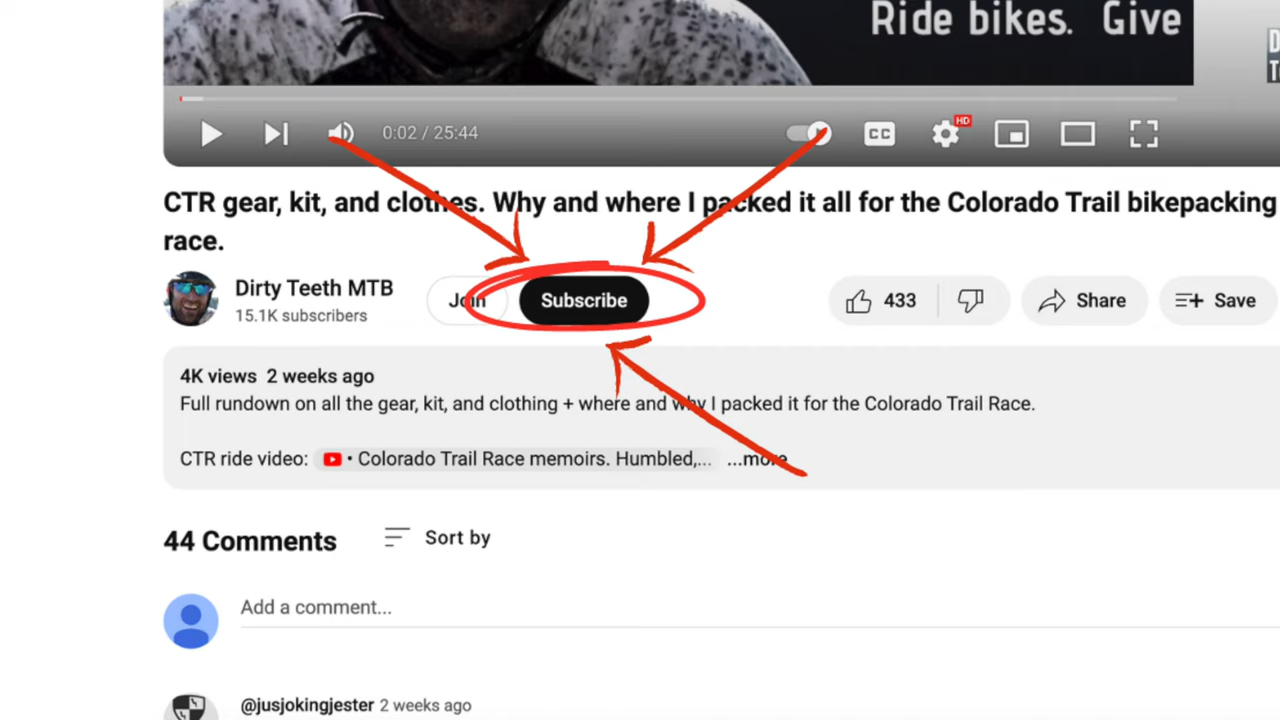 Ride bikes. Give
0:02 / 25:44
CC
HD
CTR gear, kit, and clothes. Why and where I packed it all for the Colorado Trail bikepacking
race.
Dirty Teeth MTB
15.1K subscribers
Join
Subscribe
433
Share
Save
4K views 2 weeks ago
Full rundown on all the gear, kit, and clothing + where and why I packed it for the Colorado Trail Race.
CTR ride video: • Colorado Trail Race memoirs. Humbled,... ...more
44 Comments
Sort by
Add a comment...
@jusjokingjester 2 weeks ago